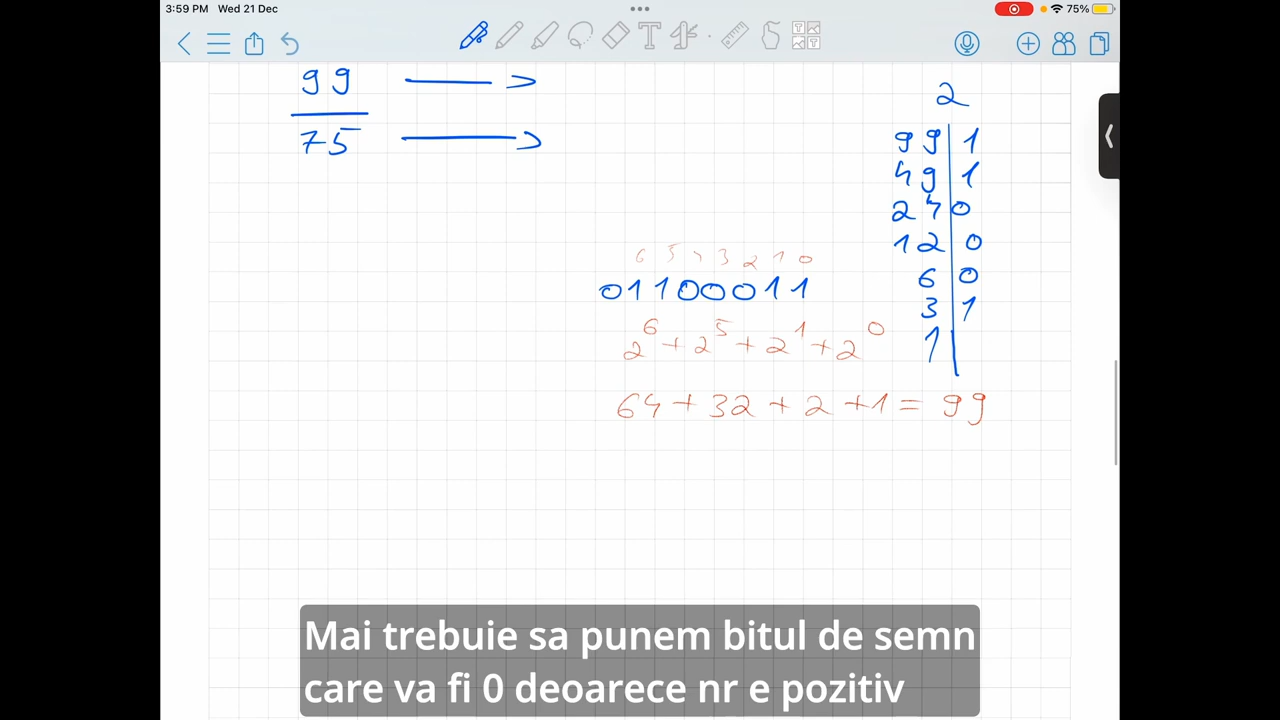 3:59 PM Wed 21 Dec
75%
T
99
75
2
99 1
49 1
24 0
12 0
6 0
3 1
1
6 5 4 3 2 1 0
01100011
2^6 + 2^5 + 2^1 + 2^0
64 + 32 + 2 + 1 = 99
Mai trebuie sa punem bitul de semn
care va fi 0 deoarece nr e pozitiv